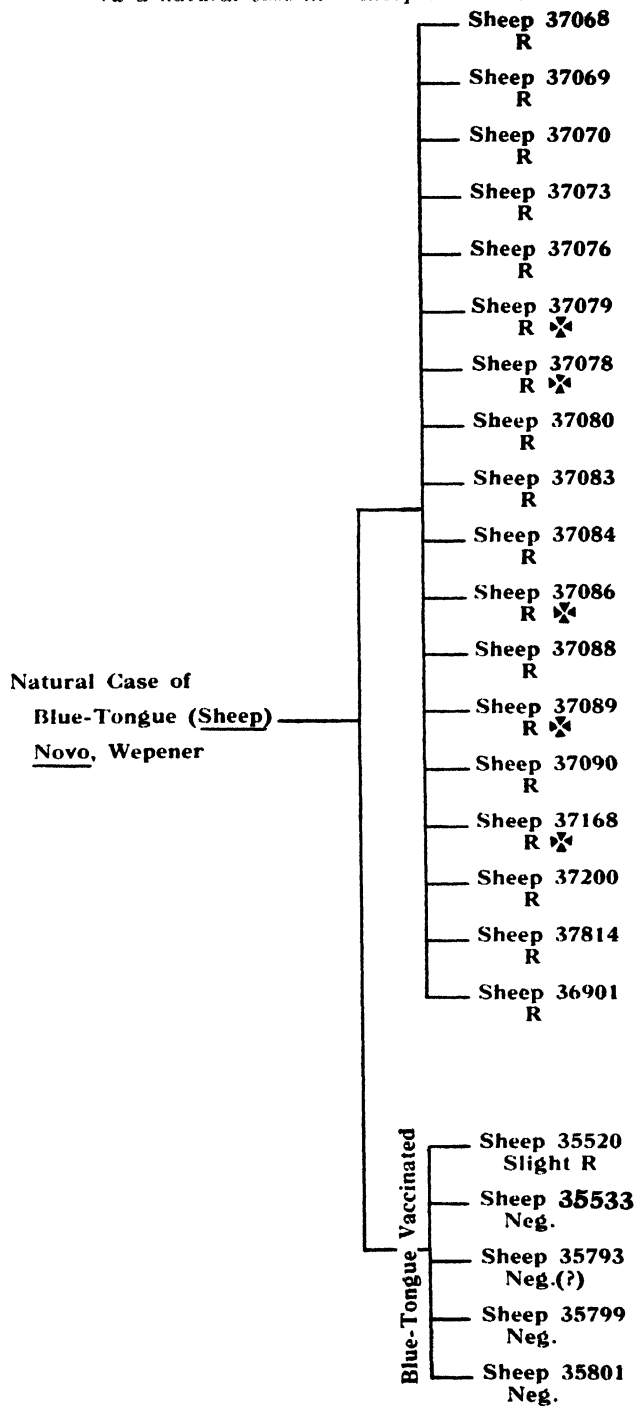 Sheep 37068
R
Sheep 37069
R
Sheep 37070
R
Sheep 37073
R
Sheep 37076
R
Sheep 37079
R ✠
Sheep 37078
R ✠
Sheep 37080
R
Sheep 37083
R
Sheep 37084
R
Sheep 37086
R ✠
Sheep 37088
R
Sheep 37089
R ✠
Sheep 37090
R
Sheep 37168
R ✠
Sheep 37200
R
Sheep 37814
R
Sheep 36901
R
Natural Case of
Blue-Tongue (Sheep)
Novo, Wepener
Blue-Tongue Vaccinated
Sheep 35520
Slight R
Sheep 35533
Neg.
Sheep 35793
Neg.(?)
Sheep 35799
Neg.
Sheep 35801
Neg.